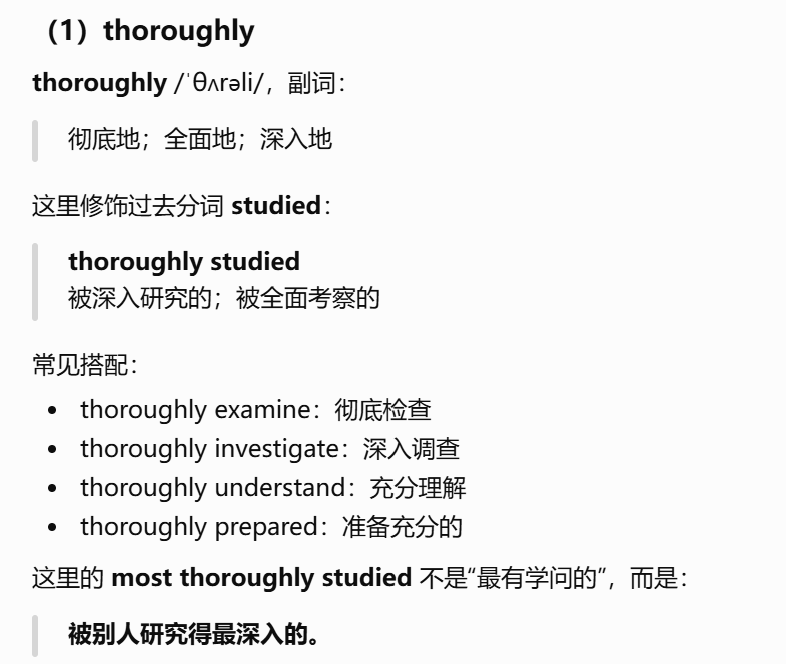 （1）thoroughly
thoroughly /ˈθʌrəli/，副词：
彻底地；全面地；深入地
这里修饰过去分词 studied：
thoroughly studied
被深入研究的；被全面考察的
常见搭配：
• thoroughly examine：彻底检查
• thoroughly investigate：深入调查
• thoroughly understand：充分理解
• thoroughly prepared：准备充分的
这里的 most thoroughly studied 不是“最有学问的”，而是：
被别人研究得最深入的。